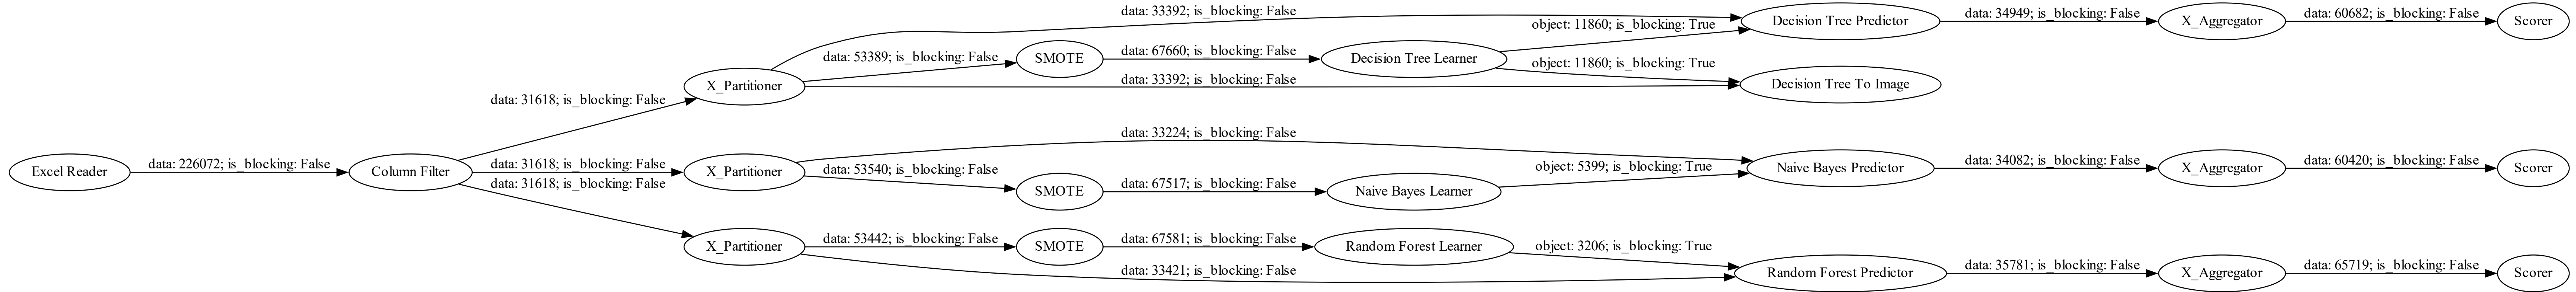 data: 33392; is_blocking: False
Decision Tree Predictor
data: 34949; is_blocking: False
X_Aggregator
data: 60682; is_blocking: False
Scorer
object: 11860; is_blocking: True
data: 53389; is_blocking: False
SMOTE
data: 67660; is_blocking: False
Decision Tree Learner
object: 11860; is_blocking: True
X_Partitioner
data: 33392; is_blocking: False
Decision Tree To Image
data: 31618; is_blocking: False
data: 33224; is_blocking: False
Excel Reader
data: 226072; is_blocking: False
Column Filter
data: 31618; is_blocking: False
X_Partitioner
data: 53540; is_blocking: False
object: 5399; is_blocking: True
Naive Bayes Predictor
data: 34082; is_blocking: False
X_Aggregator
data: 60420; is_blocking: False
Scorer
data: 31618; is_blocking: False
SMOTE
data: 67517; is_blocking: False
Naive Bayes Learner
X_Partitioner
data: 53442; is_blocking: False
SMOTE
data: 67581; is_blocking: False
Random Forest Learner
object: 3206; is_blocking: True
data: 33421; is_blocking: False
Random Forest Predictor
data: 35781; is_blocking: False
X_Aggregator
data: 65719; is_blocking: False
Scorer